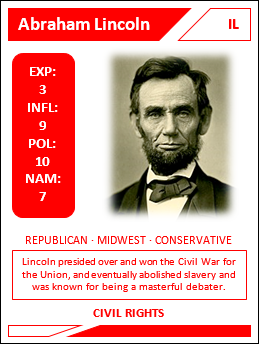 Abraham Lincoln
IL
EXP:
3
INFL:
9
POL:
10
NAM:
7
REPUBLICAN · MIDWEST · CONSERVATIVE
Lincoln presided over and won the Civil War for
the Union, and eventually abolished slavery and
was known for being a masterful debater.
CIVIL RIGHTS